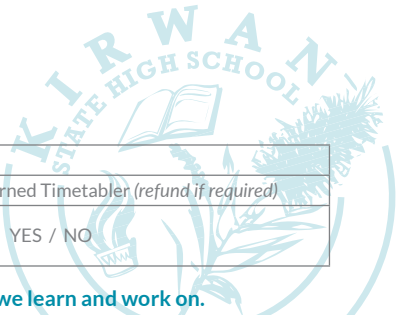 KIRWAN
STATE HIGH SCHOOL
rned Timetabler (refund if required)
YES / NO
we learn and work on.